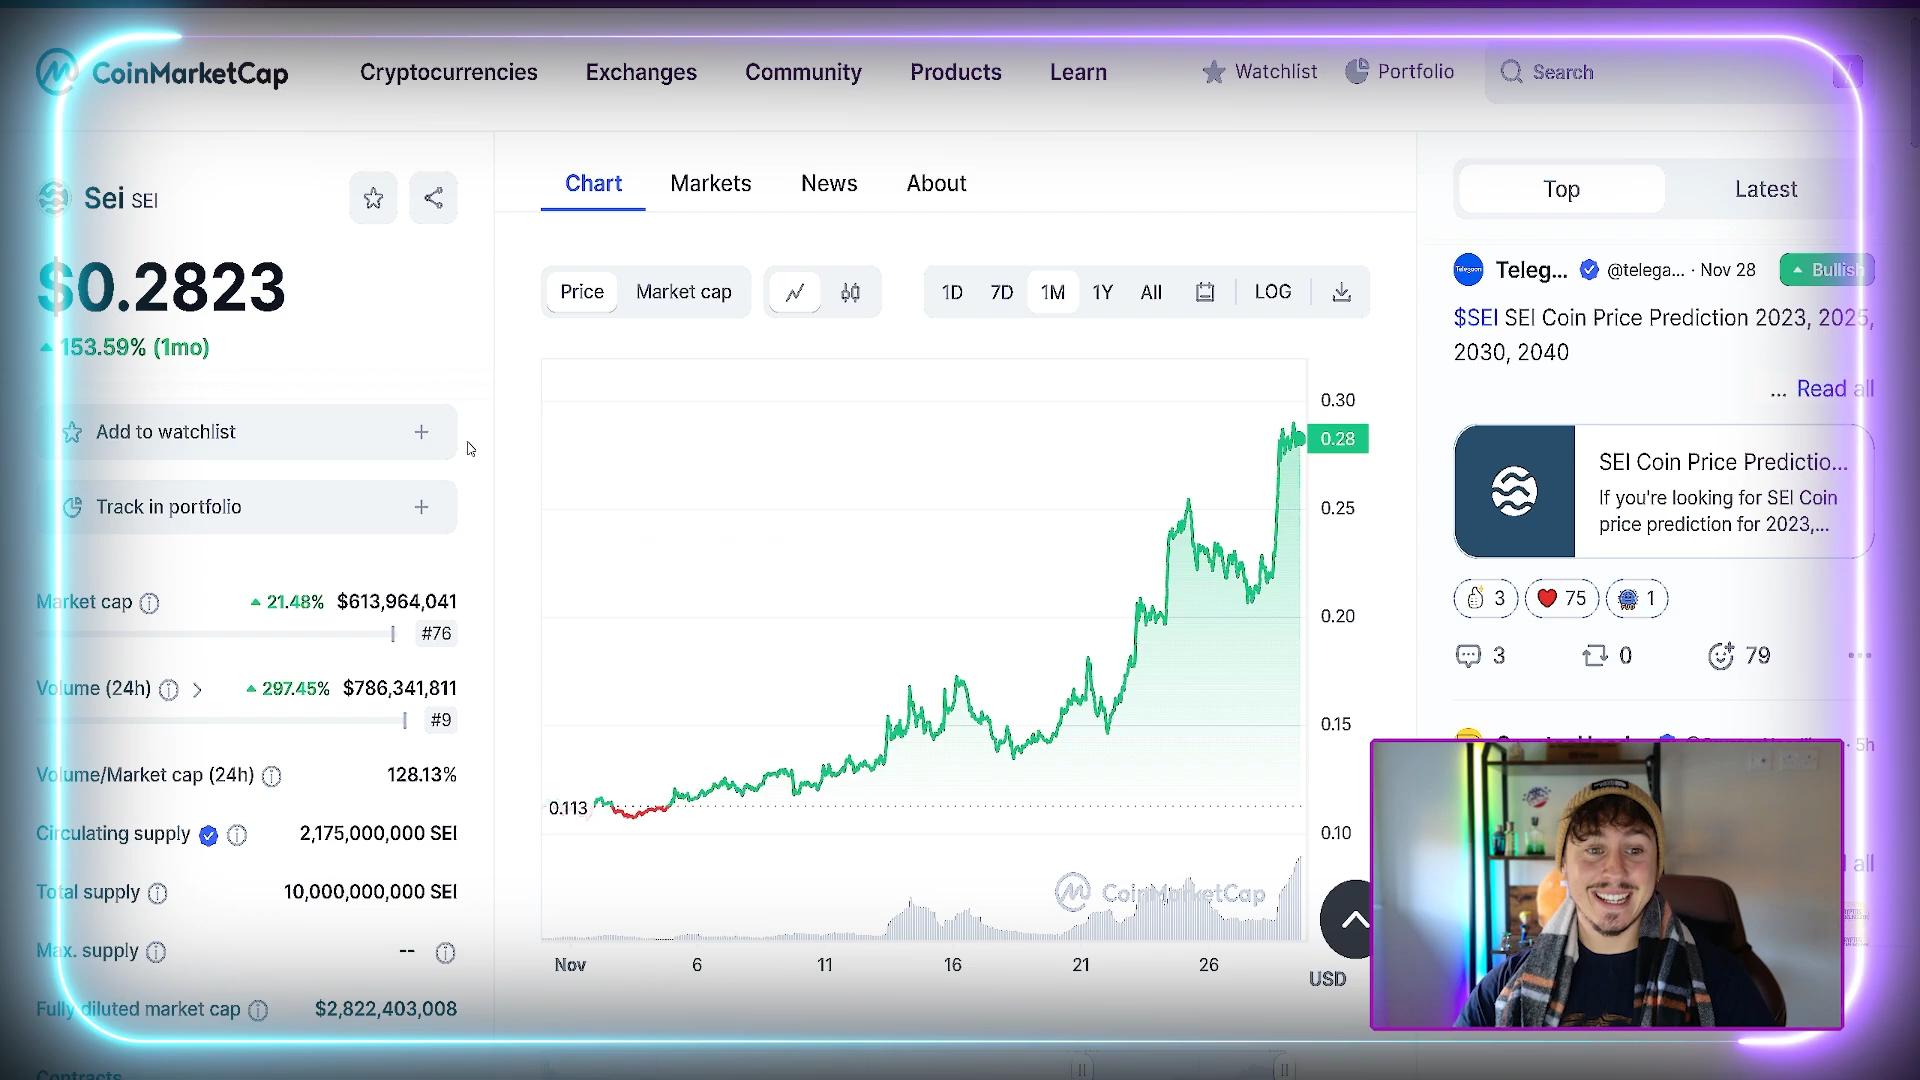 CoinMarketCap
Cryptocurrencies
Exchanges
Community
Products
Learn
Watchlist
Portfolio
Search
Sei SEI
$0.2823
153.59% (1mo)
Add to watchlist
Track in portfolio
Market cap
21.48% $613,964,041
#76
Volume (24h)
297.45% $786,341,811
#9
Volume/Market cap (24h)
128.13%
Circulating supply
2,175,000,000 SEI
Total supply
10,000,000,000 SEI
Max. supply
--
Fully diluted market cap
$2,822,403,008
Contracts
Chart
Markets
News
About
Price
Market cap
1D
7D
1M
1Y
All
LOG
0.30
0.28
0.25
0.20
0.15
0.10
0.113
CoinMarketCap
Nov
6
11
16
21
26
USD
Top
Latest
Teleg... @telega... · Nov 28
Bullish
$SEI SEI Coin Price Prediction 2023, 2025,
2030, 2040
... Read all
SEI Coin Price Predictio...
If you're looking for SEI Coin
price prediction for 2023,...
3
75
1
3
0
79
5h
all